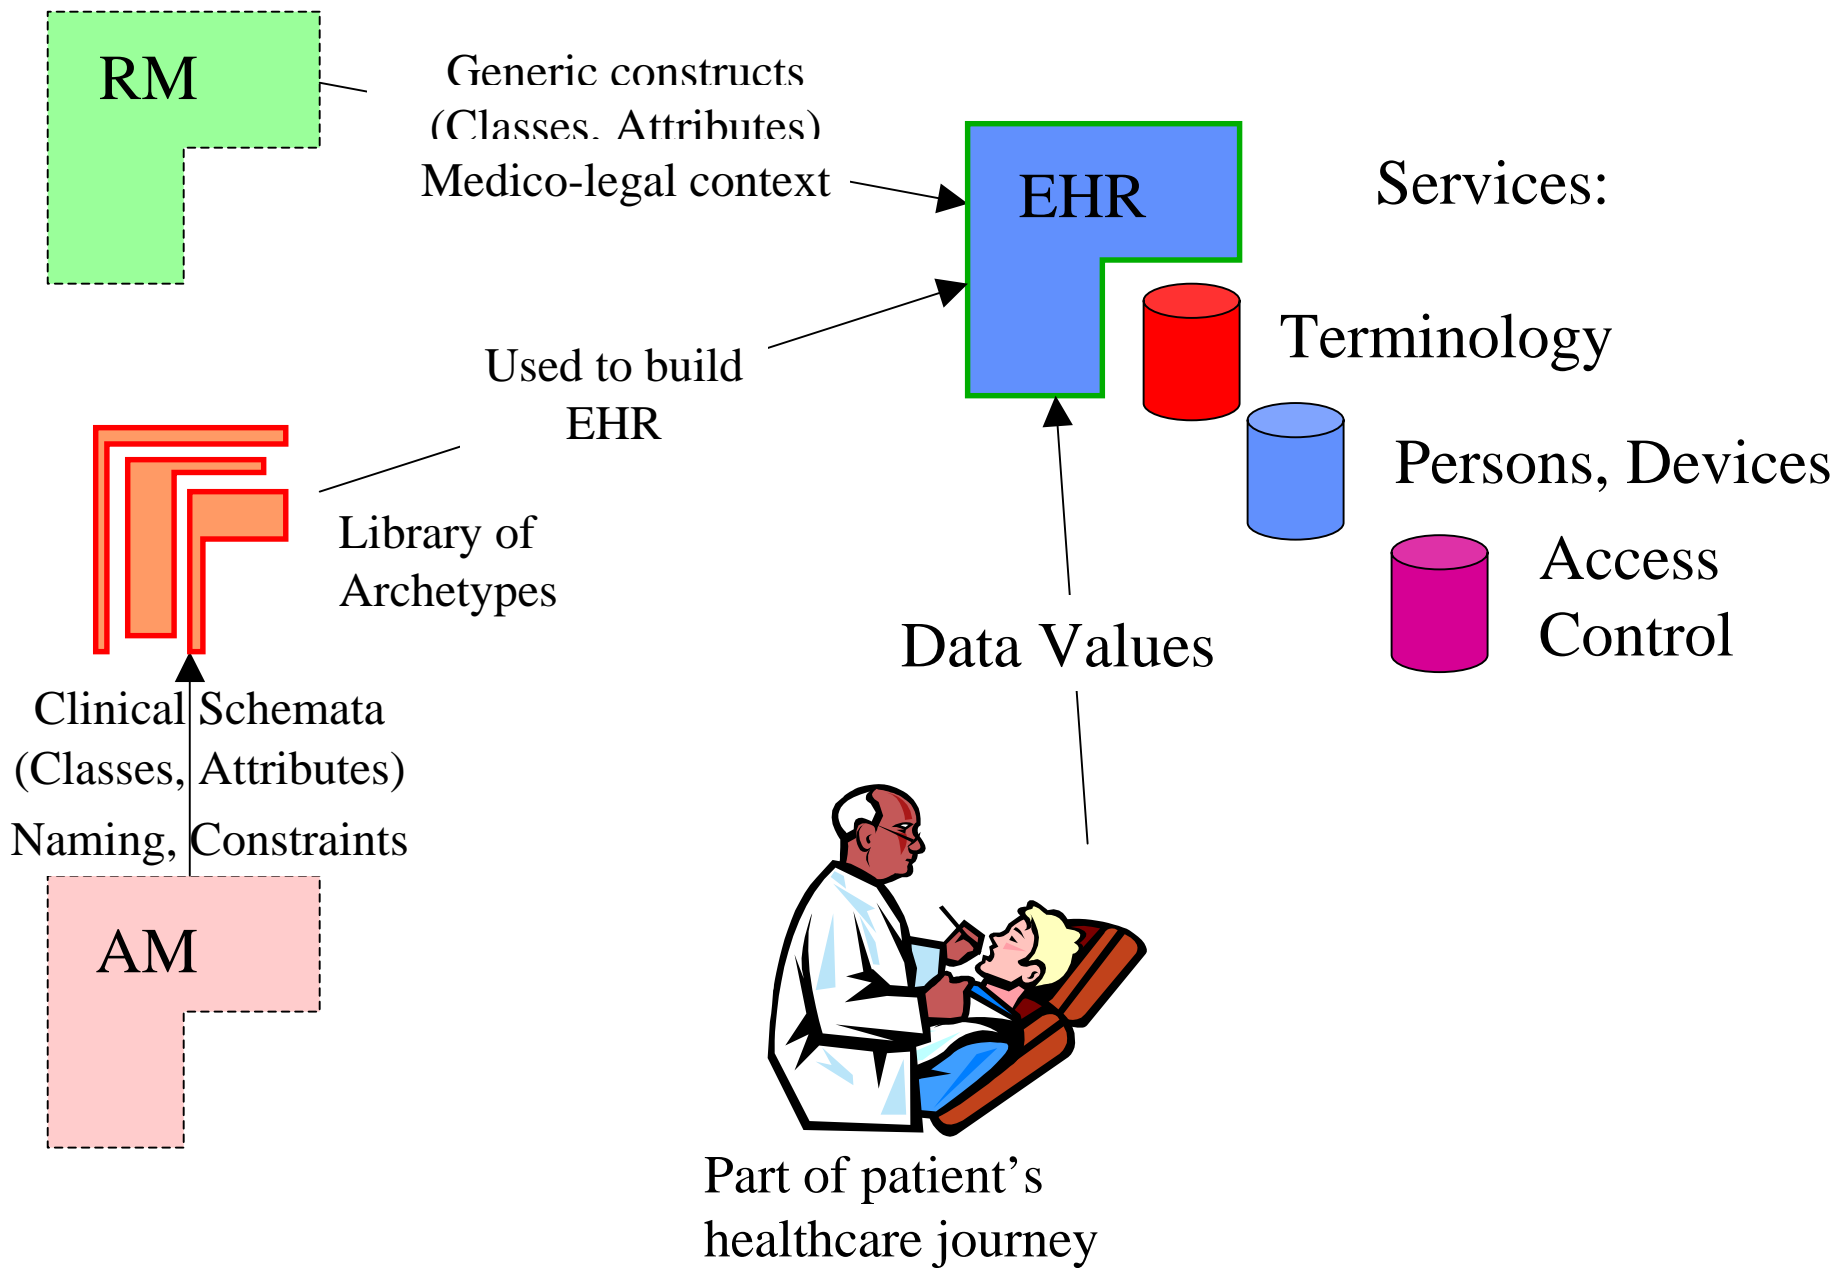 RM
Generic constructs
(Classes, Attributes)
Medico-legal context
EHR
Services:
Terminology
Used to build
EHR
Persons, Devices
Library of
Archetypes
Access
Control
Data Values
Clinical Schemata
(Classes, Attributes)
Naming, Constraints
AM
Part of patient’s
healthcare journey